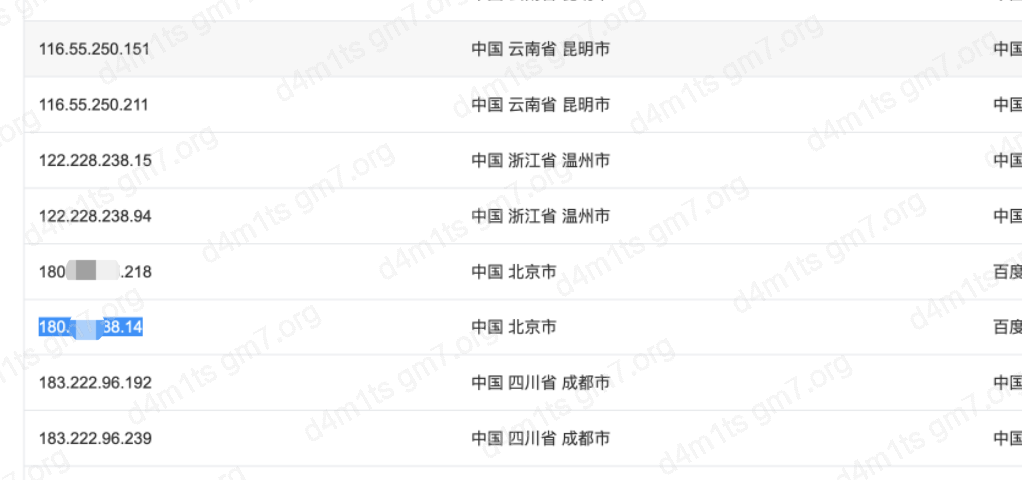 116.55.250.151 中国 云南省 昆明市 中国
116.55.250.211 中国 云南省 昆明市 中国
122.228.238.15 中国 浙江省 温州市 中国
122.228.238.94 中国 浙江省 温州市 中国
180 .218 中国 北京市 百度
180. 38.14 中国 北京市 百度
183.222.96.192 中国 四川省 成都市 中国
183.222.96.239 中国 四川省 成都市 中国
d4m1ts gm7.org